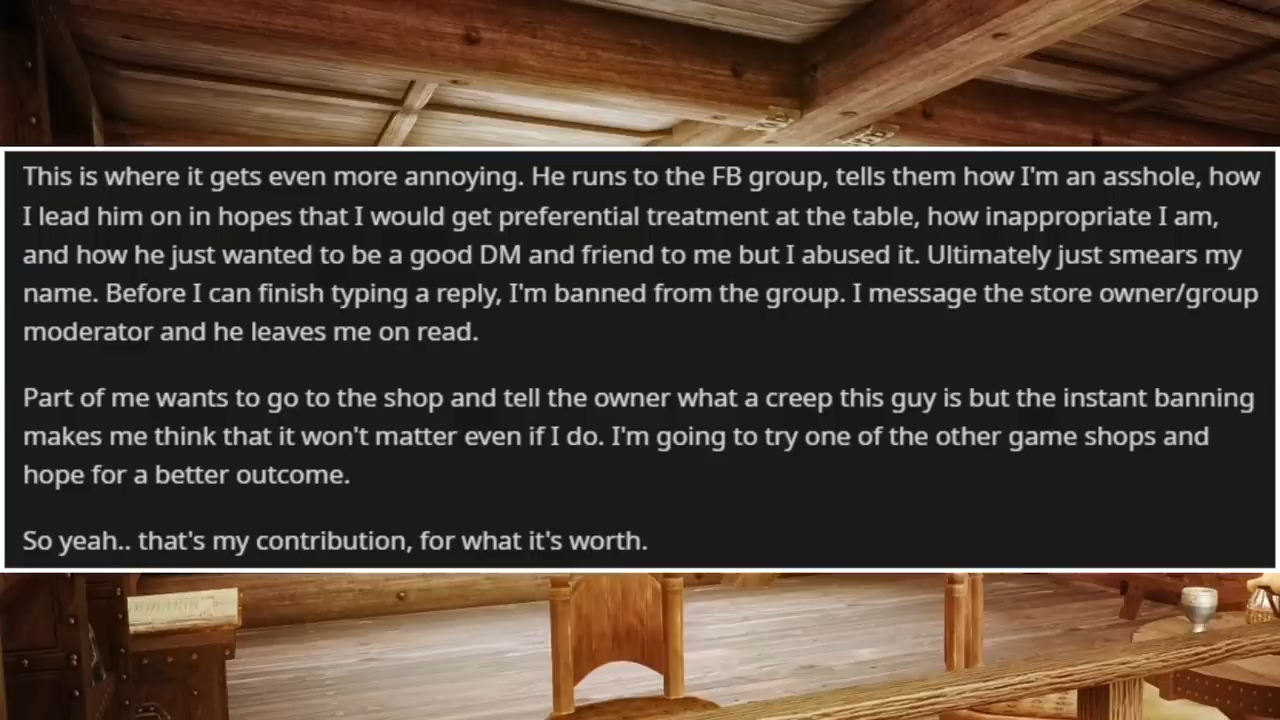 This is where it gets even more annoying. He runs to the FB group, tells them how I'm an asshole, how
I lead him on in hopes that I would get preferential treatment at the table, how inappropriate I am,
and how he just wanted to be a good DM and friend to me but I abused it. Ultimately just smears my
name. Before I can finish typing a reply, I'm banned from the group. I message the store owner/group
moderator and he leaves me on read.
Part of me wants to go to the shop and tell the owner what a creep this guy is but the instant banning
makes me think that it won't matter even if I do. I'm going to try one of the other game shops and
hope for a better outcome.
So yeah.. that's my contribution, for what it's worth.